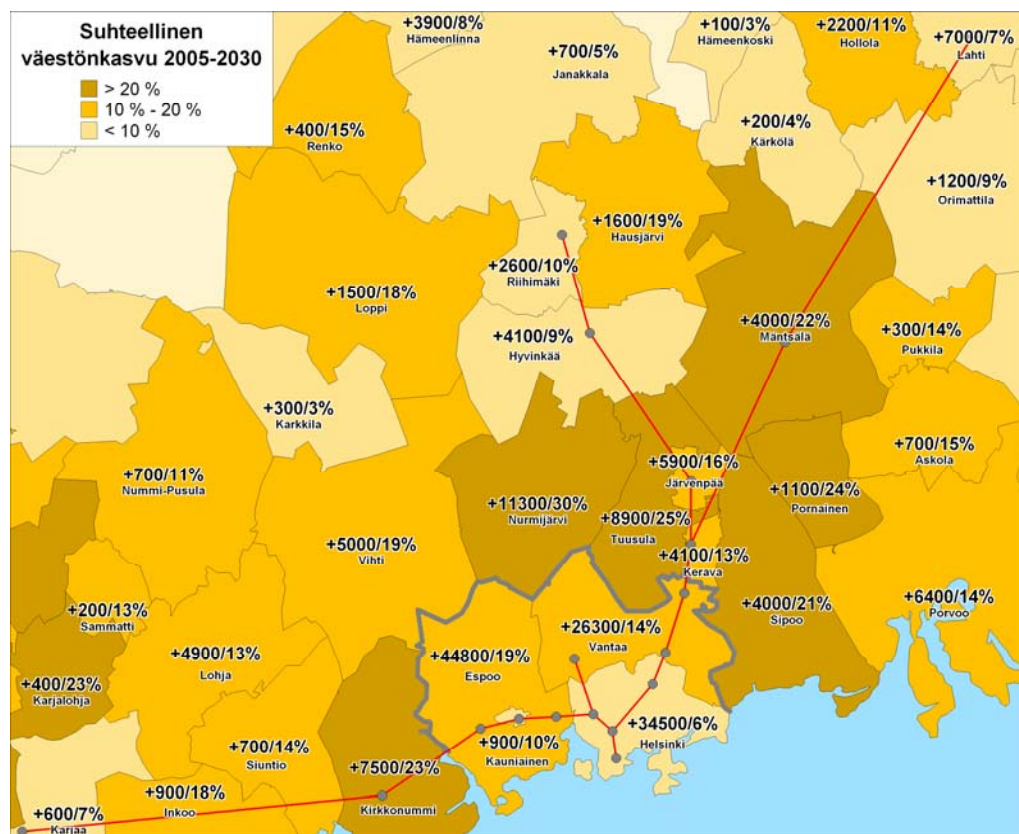 Suhteellinen
väestönkasvu 2005-2030
> 20 %
10 % - 20 %
< 10 %
+3900/8%
Hämeenlinna
+700/5%
Janakkala
+100/3%
Hämeenkoski
+2200/11%
Hollola
+7000/7%
Lahti
+400/15%
Renko
+200/4%
Kärkölä
+1200/9%
Orimattila
+1600/19%
Hausjärvi
+2600/10%
Riihimäki
+1500/18%
Loppi
+4100/9%
Hyvinkää
+4000/22%
Mäntsälä
+300/14%
Pukkila
+300/3%
Karkkila
+700/11%
Nummi-Pusula
+5900/16%
Järvenpää
+700/15%
Askola
+11300/30%
Nurmijärvi
+8900/25%
Tuusula
+1100/24%
Pornainen
+5000/19%
Vihti
+4100/13%
Kerava
+200/13%
Sammatti
+4000/21%
Sipoo
+6400/14%
Porvoo
+26300/14%
Vantaa
+4900/13%
Lohja
+44800/19%
Espoo
+400/23%
Karjalohja
+34500/6%
Helsinki
+700/14%
Siuntio
+900/10%
Kauniainen
+7500/23%
Kirkkonummi
+900/18%
Inkoo
+600/7%
Karjaa